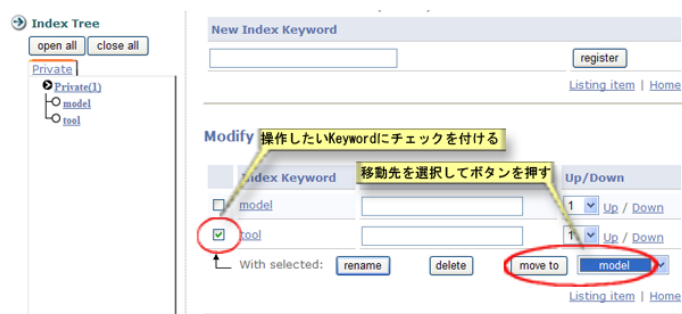 Index Tree
open all close all
Private
Private(1)
model
tool
New Index Keyword
register
Listing item | Home
Modify
操作したいKeywordにチェックを付ける
移動先を選択してボタンを押す
Index Keyword Up/Down
model 1 Up / Down
tool 1 Up / Down
With selected: rename delete move to model
Listing item | Home